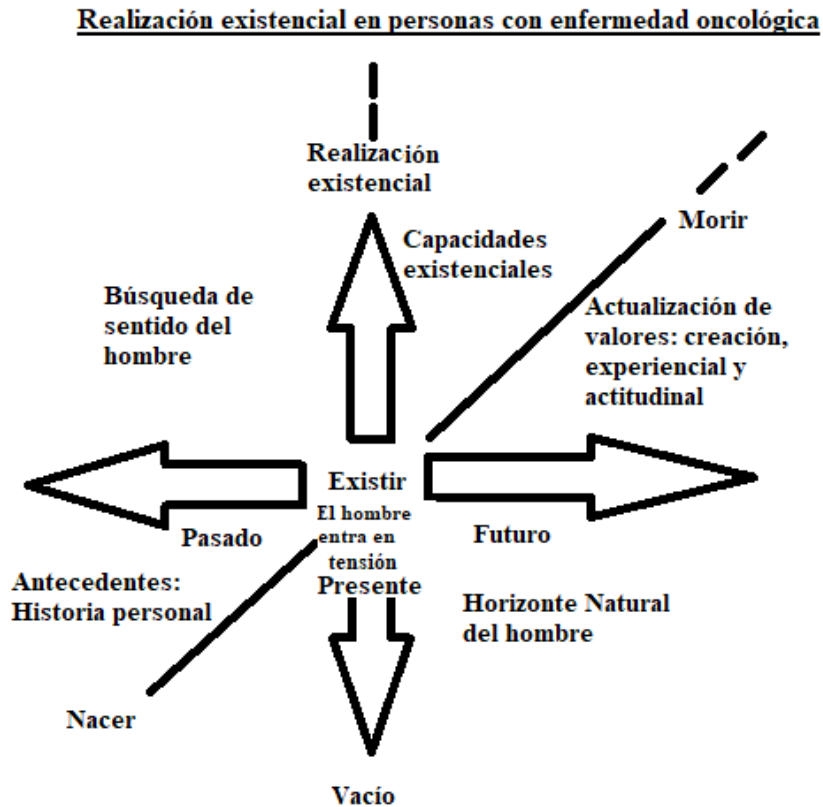 Realización existencial en personas con enfermedad oncológica
Realización
existencial
Capacidades
existenciales
Morir
Búsqueda de
sentido del
hombre
Actualización de
valores: creación,
experiencial y
actitudinal
Existir
El hombre
entra en
tensión
Presente
Pasado
Futuro
Antecedentes:
Historia personal
Horizonte Natural
del hombre
Nacer
Vacío